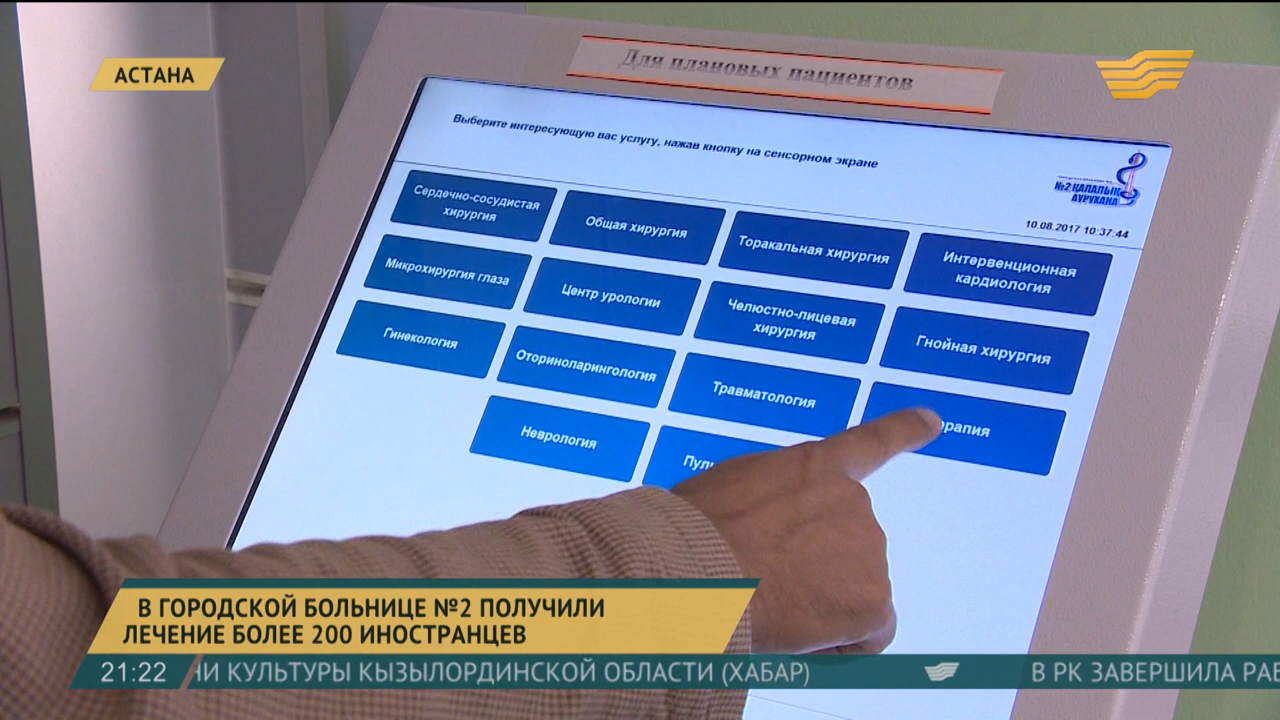 АСТАНА
Для плановых пациентов
Выберите интересующую вас услугу, нажав кнопку на сенсорном экране
№2 ҚАЛАЛЫҚ
АУРУХАНА
10.08.2017 10:37:44
Сердечно-сосудистая
хирургия
Общая хирургия
Торакальная хирургия
Интервенционная
кардиология
Микрохирургия глаза
Центр урологии
Челюстно-лицевая
хирургия
Гнойная хирургия
Гинекология
Оториноларингология
Травматология
ерапия
Неврология
Пул
В ГОРОДСКОЙ БОЛЬНИЦЕ №2 ПОЛУЧИЛИ
ЛЕЧЕНИЕ БОЛЕЕ 200 ИНОСТРАНЦЕВ
21:22 НИ КУЛЬТУРЫ КЫЗЫЛОРДИНСКОЙ ОБЛАСТИ (ХАБАР) В РК ЗАВЕРШИЛА РАБ